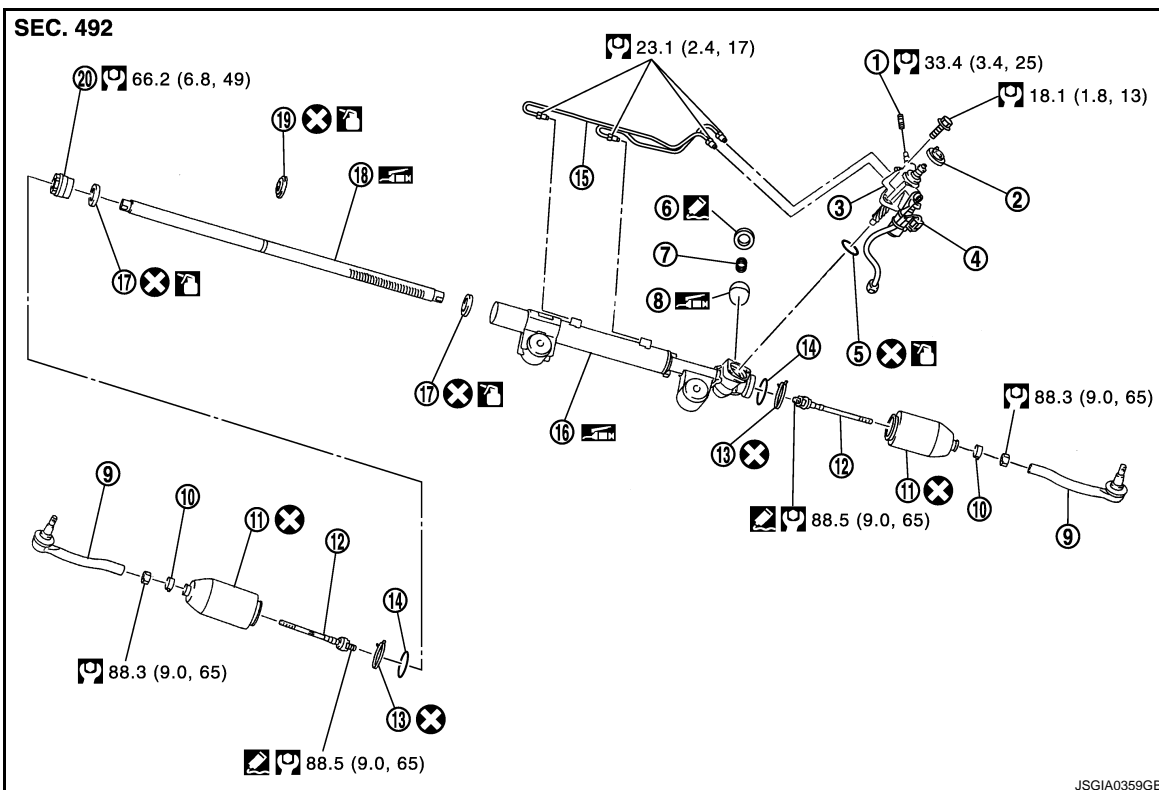 SEC. 492
23.1 (2.4, 17)
1 33.4 (3.4, 25)
18.1 (1.8, 13)
20 66.2 (6.8, 49)
19
18
15
3
2
6
7
4
17
8
5
14
17
88.3 (9.0, 65)
16
13
12
11
10
9
88.5 (9.0, 65)
9
10
11
12
14
88.3 (9.0, 65)
13
88.5 (9.0, 65)
JSGIA0359GB